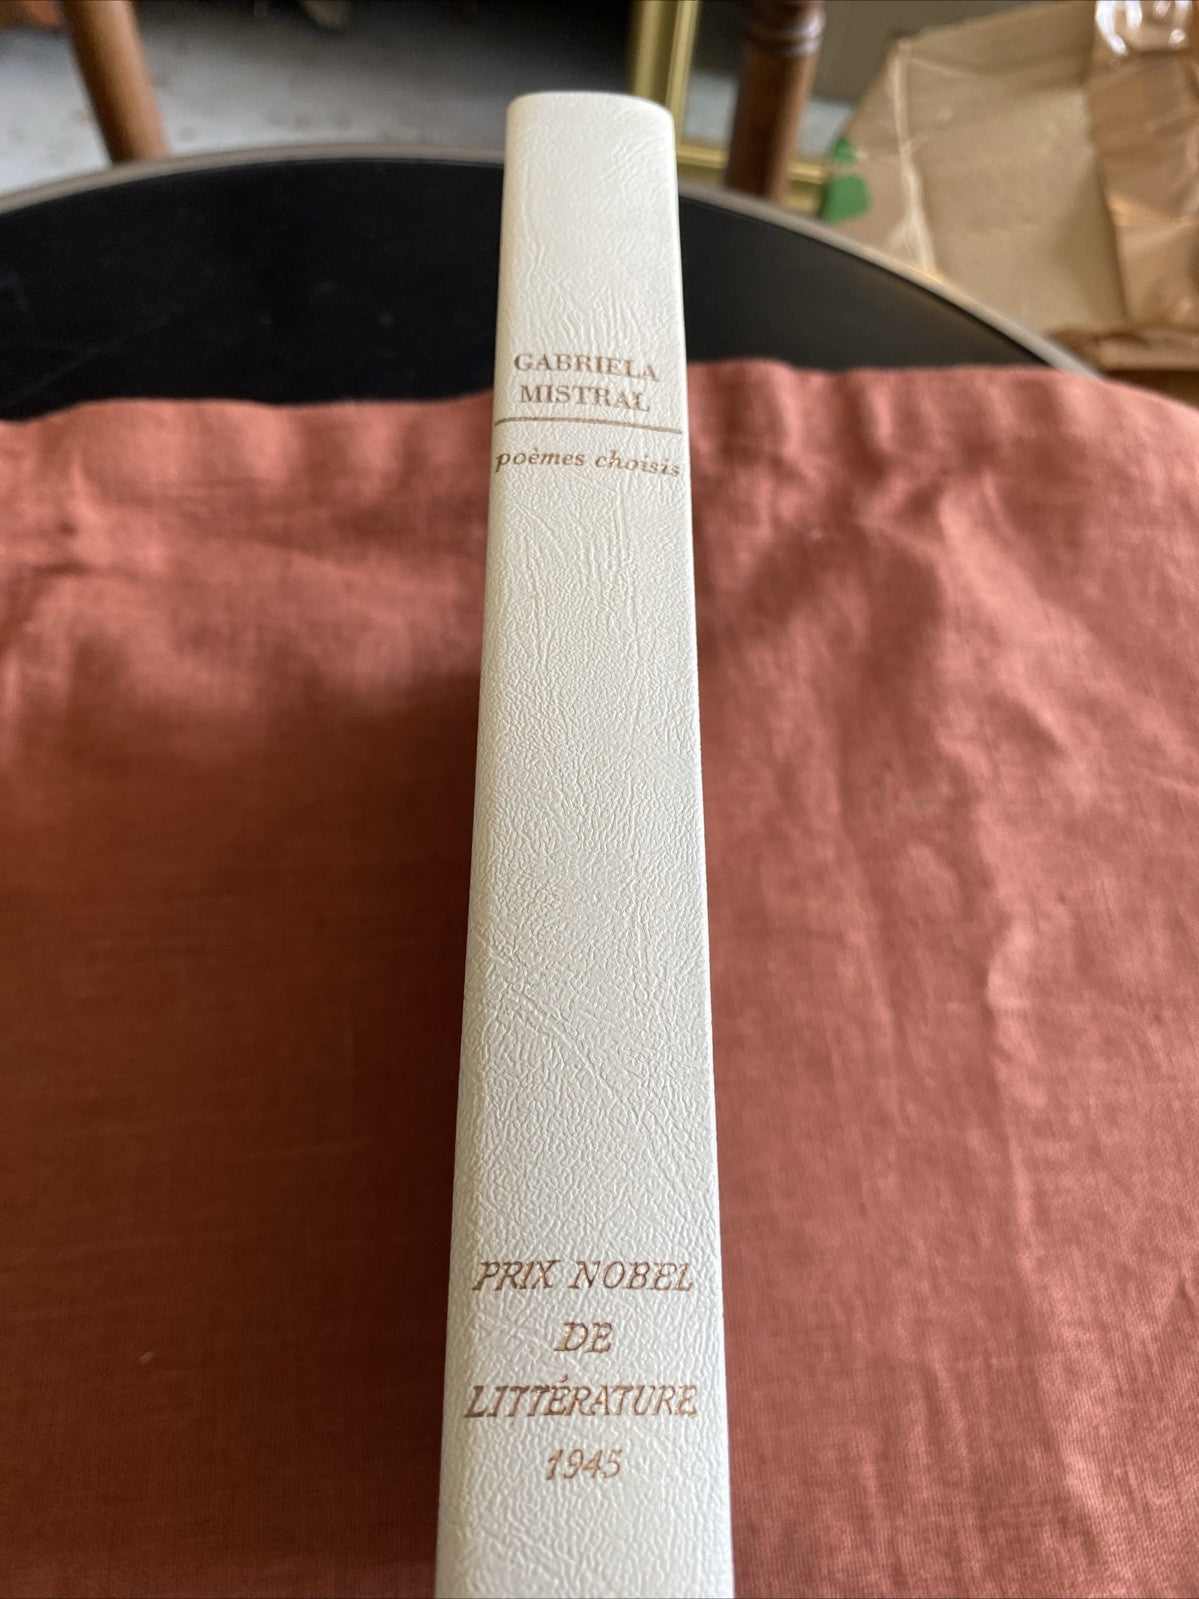 GABRIELA
MISTRAL
poèmes choisis
PRIX NOBEL
DE
LITTÉRATURE
1945